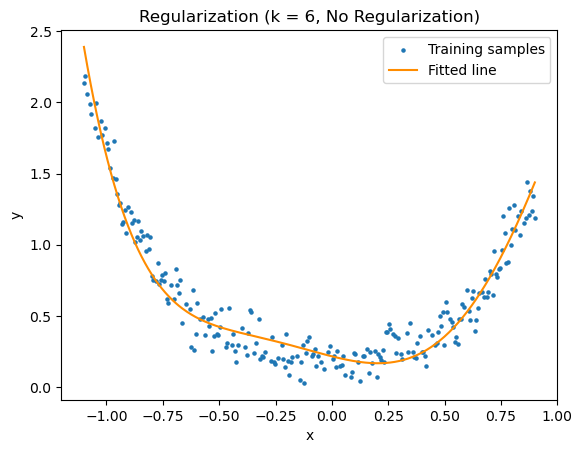 Regularization (k = 6, No Regularization)
Training samples
Fitted line
y
2.5
2.0
1.5
1.0
0.5
0.0
−1.00 −0.75 −0.50 −0.25 0.00 0.25 0.50 0.75 1.00
x